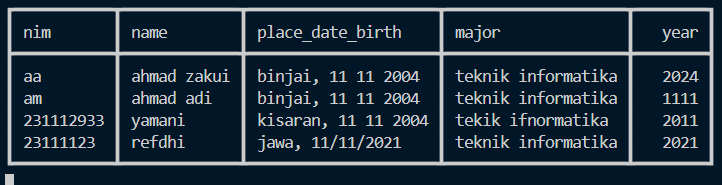 nim name place_date_birth major year
aa ahmad zakui binjai, 11 11 2004 teknik informatika 2024
am ahmad adi binjai, 11 11 2004 teknik informatika 1111
231112933 yamani kisaran, 11 11 2004 tekik ifnormatika 2011
23111123 refdhi jawa, 11/11/2021 teknik informatika 2021